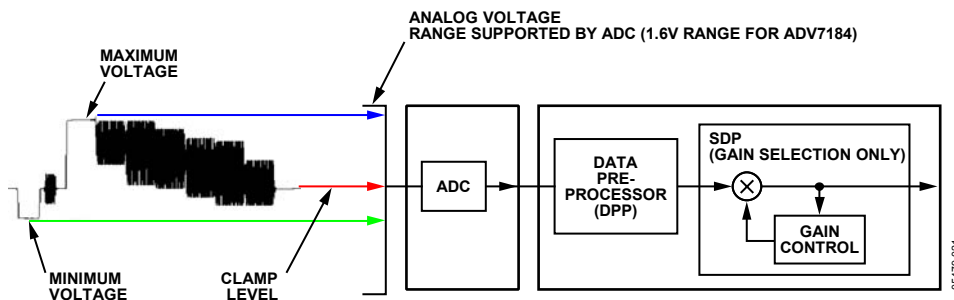 ANALOG VOLTAGE
RANGE SUPPORTED BY ADC (1.6V RANGE FOR ADV7184)
MAXIMUM
VOLTAGE
SDP
(GAIN SELECTION ONLY)
DATA
PRE-
PROCESSOR
(DPP)
ADC
GAIN
CONTROL
MINIMUM
VOLTAGE
CLAMP
LEVEL